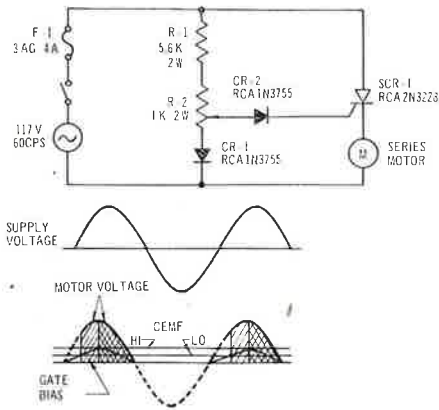 F-1
3AG 4A
R-1
5.6K
2W
R-2
1K 2W
CR-2
RCA1N3755
SCR-1
RCA2N3228
CR-1
RCA1N3755
117V
60CPS
M
SERIES
MOTOR
SUPPLY
VOLTAGE
MOTOR VOLTAGE
CEMF
HI
LO
GATE
BIAS